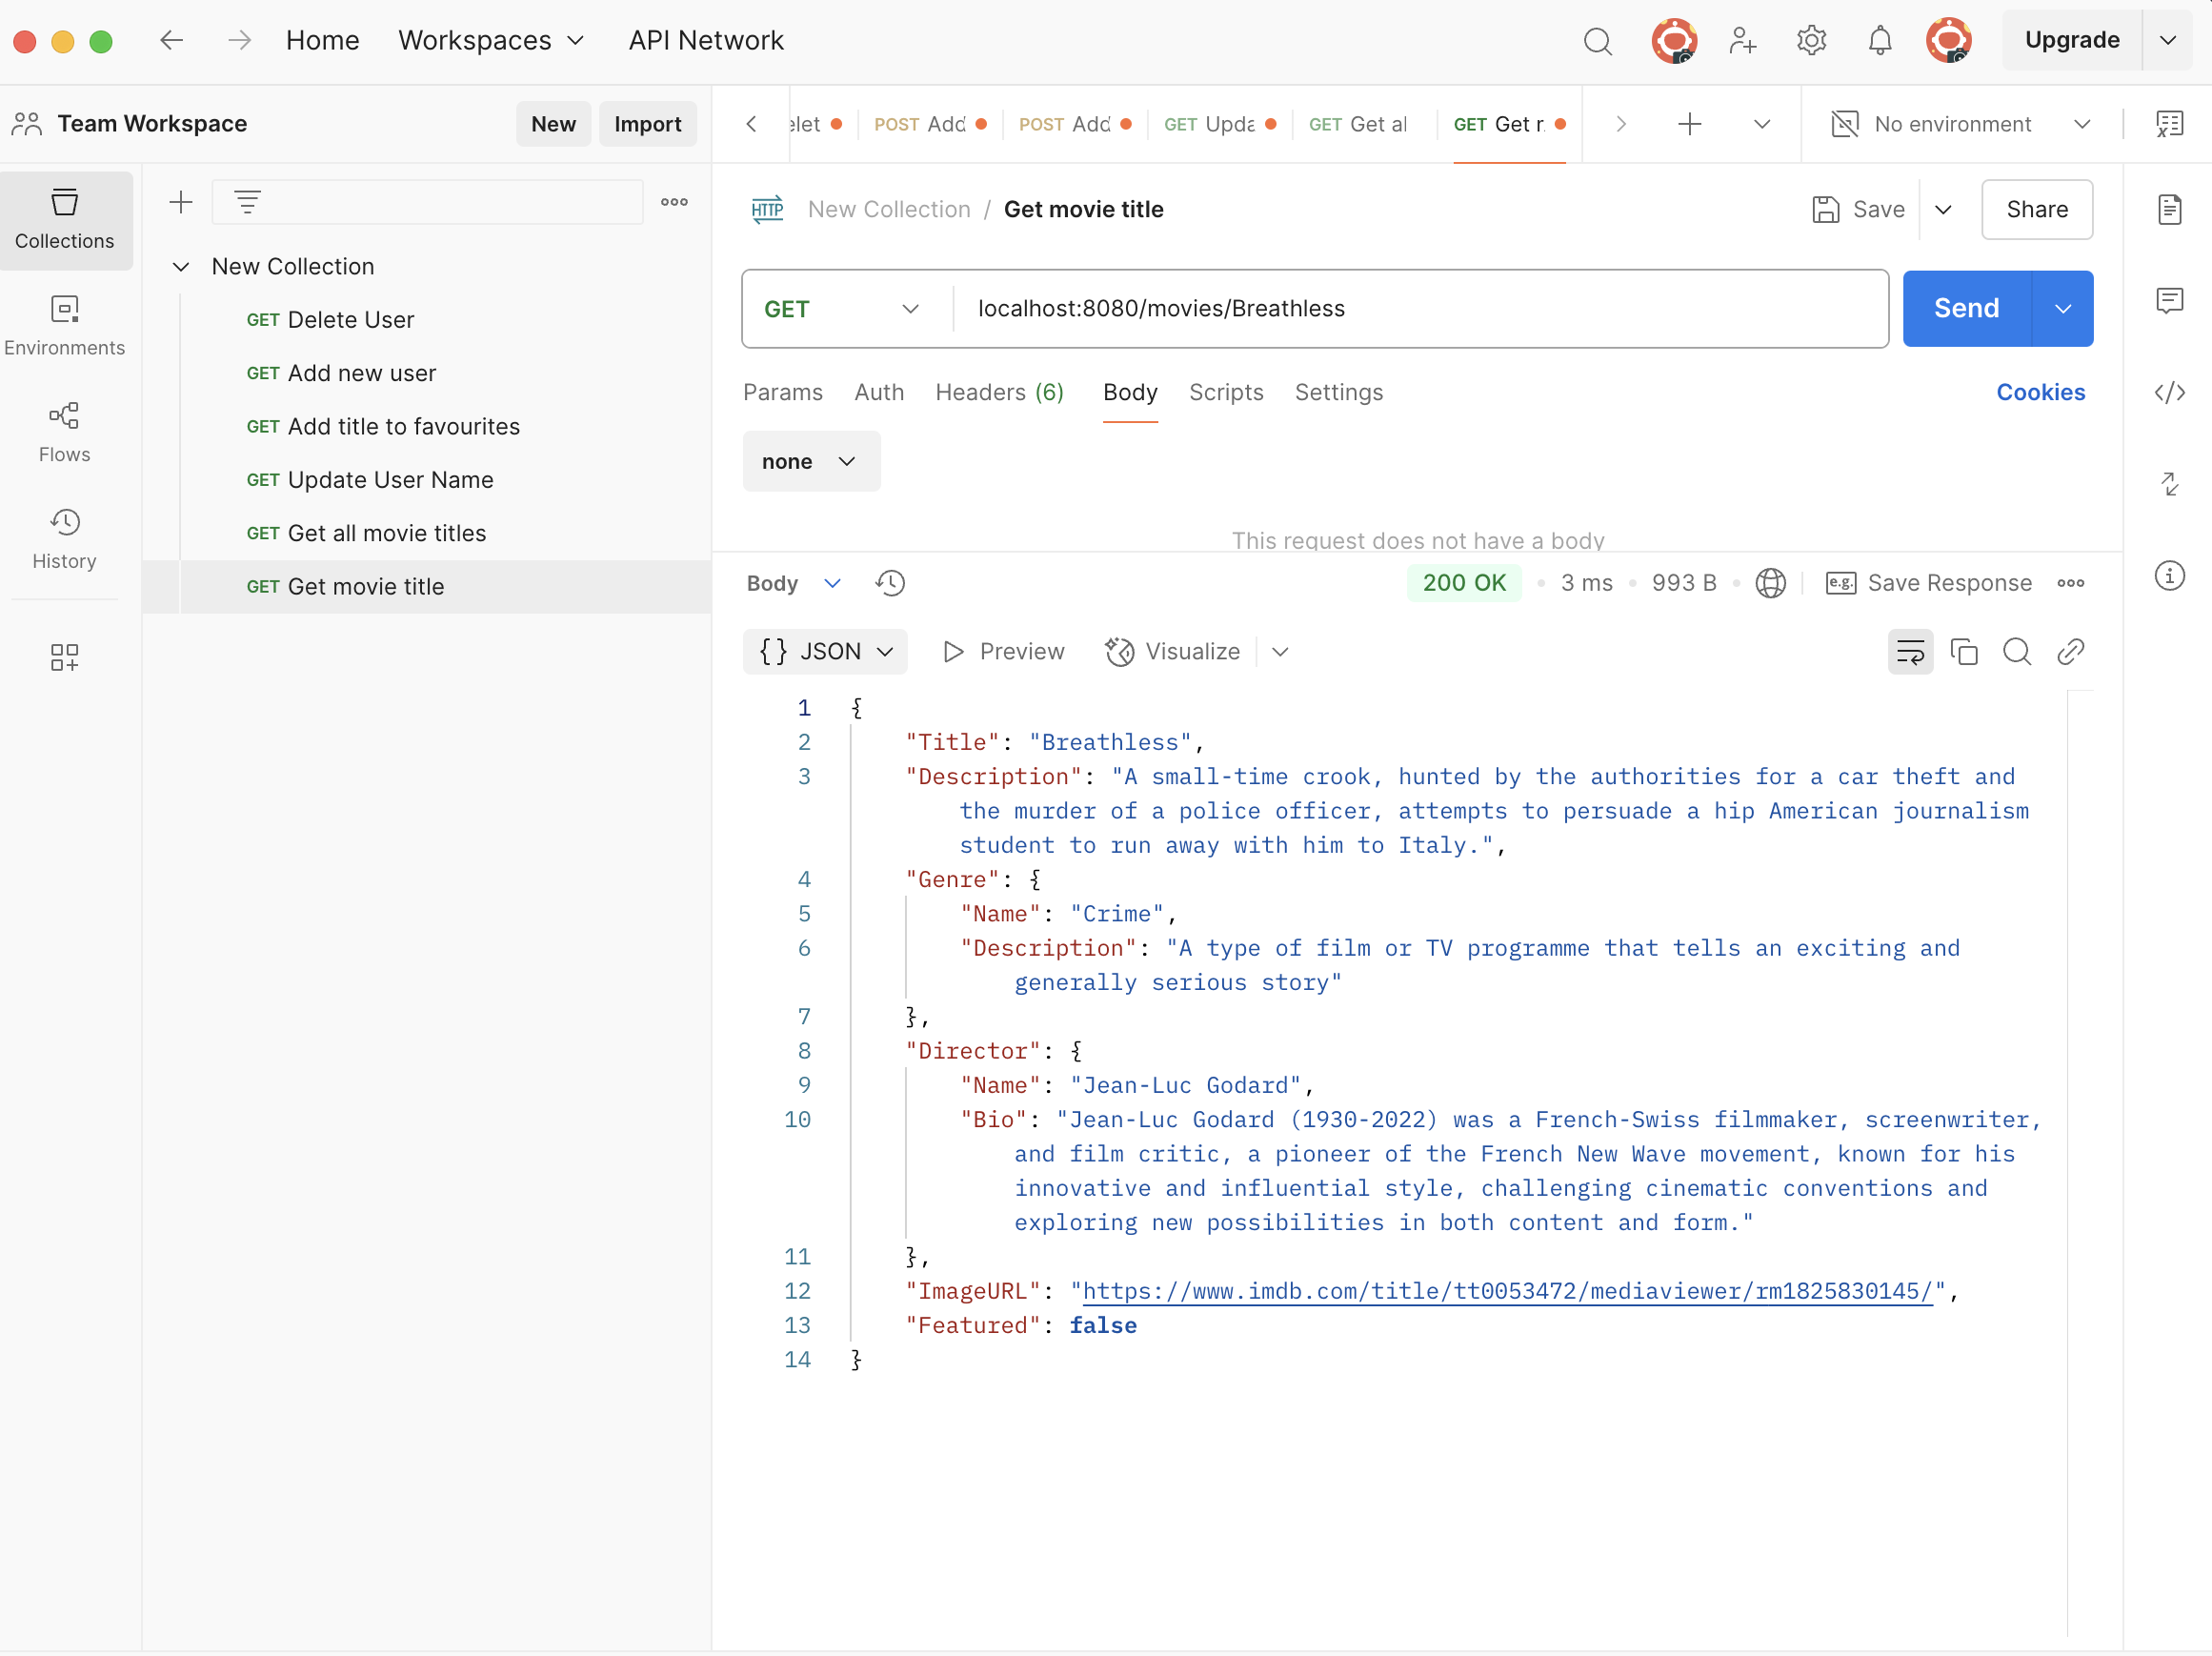 Home Workspaces API Network Upgrade
Team Workspace New Import
elet POST Add POST Add GET Upda GET Get al GET Get r. No environment
Collections
Environments
Flows
History
New Collection
GET Delete User
GET Add new user
GET Add title to favourites
GET Update User Name
GET Get all movie titles
GET Get movie title
HTTP New Collection / Get movie title Save Share
GET localhost:8080/movies/Breathless Send
Params Auth Headers (6) Body Scripts Settings Cookies
none
This request does not have a body
Body 200 OK • 3 ms • 993 B • e.g. Save Response
{} JSON Preview Visualize
1 {
2 "Title": "Breathless",
3 "Description": "A small-time crook, hunted by the authorities for a car theft and
the murder of a police officer, attempts to persuade a hip American journalism
student to run away with him to Italy.",
4 "Genre": {
5 "Name": "Crime",
6 "Description": "A type of film or TV programme that tells an exciting and
generally serious story"
7 },
8 "Director": {
9 "Name": "Jean-Luc Godard",
10 "Bio": "Jean-Luc Godard (1930-2022) was a French-Swiss filmmaker, screenwriter,
and film critic, a pioneer of the French New Wave movement, known for his
innovative and influential style, challenging cinematic conventions and
exploring new possibilities in both content and form."
11 },
12 "ImageURL": "https://www.imdb.com/title/tt0053472/mediaviewer/rm1825830145/",
13 "Featured": false
14 }